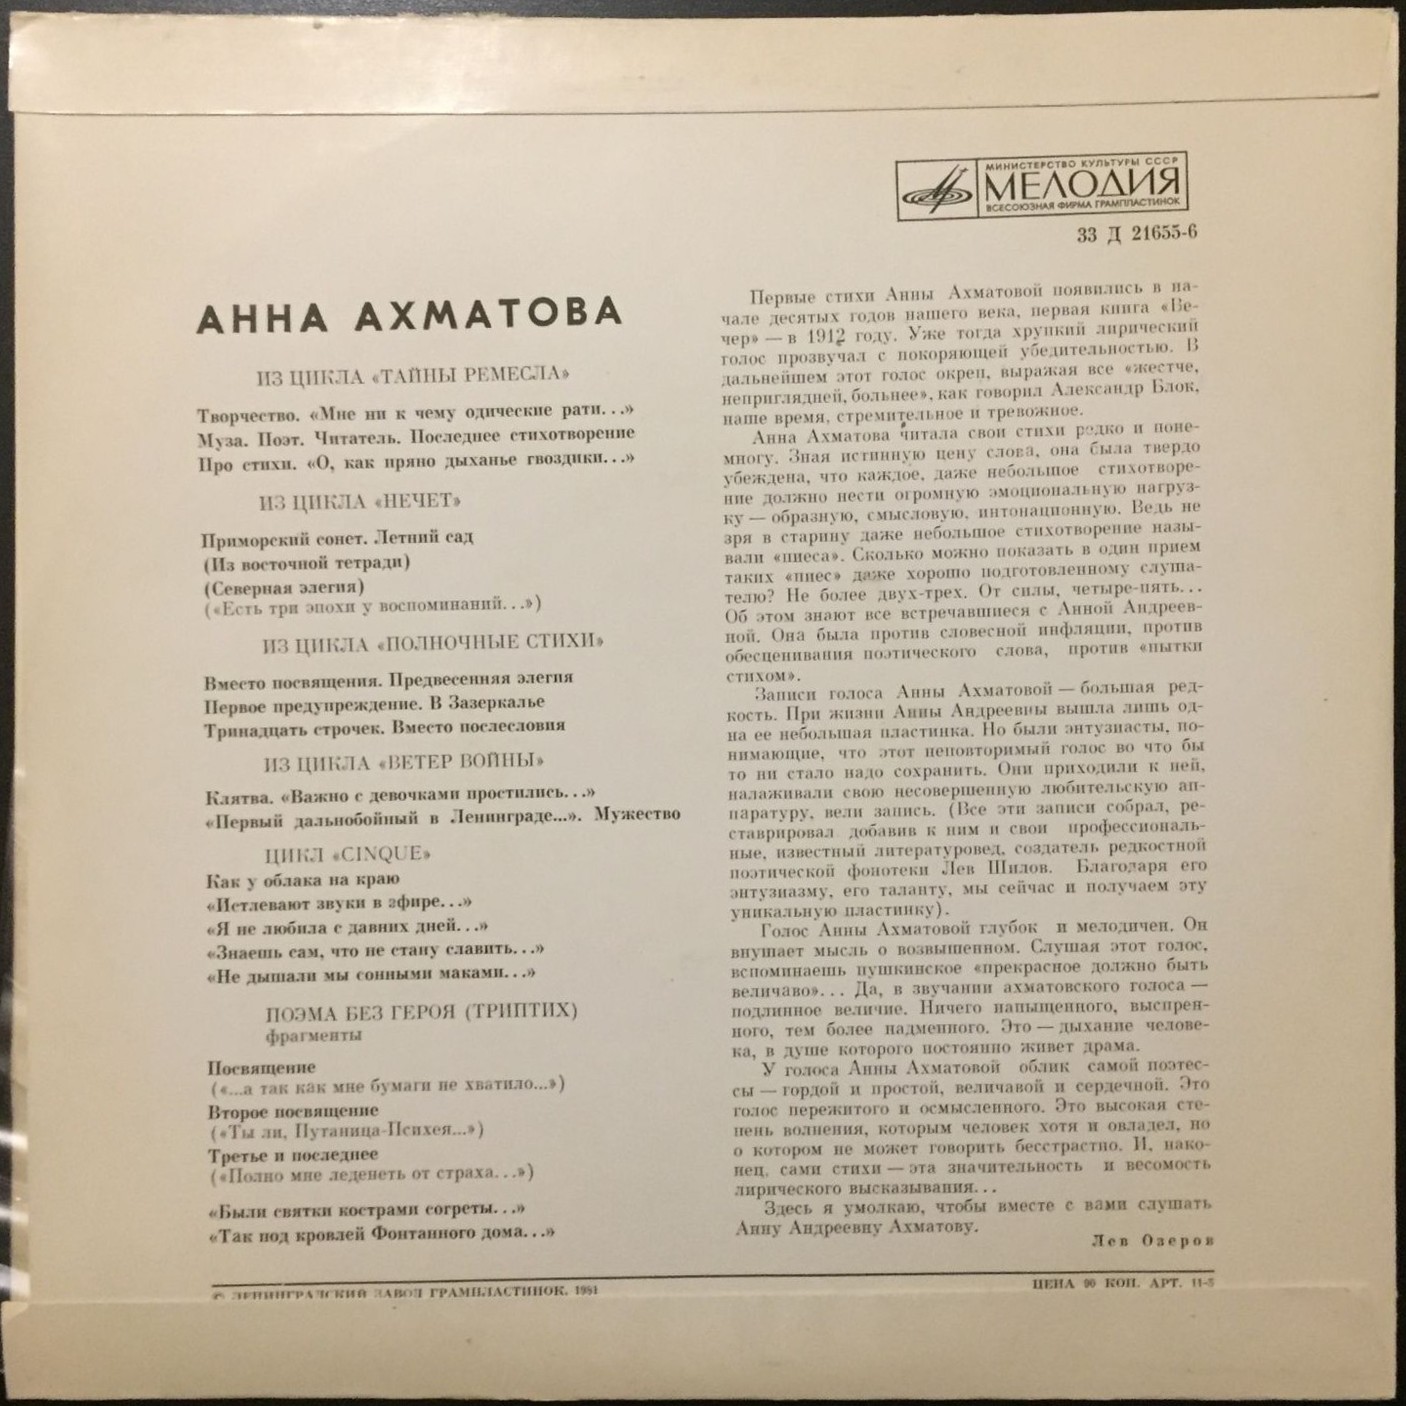 МИНИСТЕРСТВО КУЛЬТУРЫ СССР
МЕЛОДИЯ
ВСЕСОЮЗНАЯ ФИРМА ГРАМПЛАСТИНОК
33 Д 21655-6
АННА АХМАТОВА
ИЗ ЦИКЛА «ТАЙНЫ РЕМЕСЛА»
Творчество. «Мне ни к чему одические рати...»
Муза. Поэт. Читатель. Последнее стихотворение
Про стихи. «О, как пряно дыханье гвоздики...»
ИЗ ЦИКЛА «НЕЧЕТ»
Приморский сонет. Летний сад
(Из восточной тетради)
(Северная элегия)
(«Есть три эпохи у воспоминаний...»)
ИЗ ЦИКЛА «ПОЛНОЧНЫЕ СТИХИ»
Вместо посвящения. Предвесенняя элегия
Первое предупреждение. В Зазеркалье
Тринадцать строчек. Вместо послесловия
ИЗ ЦИКЛА «ВЕТЕР ВОЙНЫ»
Клятва. «Важно с девочками простились...»
«Первый дальнобойный в Ленинграде...». Мужество
ЦИКЛ «CINQUE»
Как у облака на краю
«Истлевают звуки в эфире...»
«Я не любила с давних дней...»
«Знаешь сам, что не стану славить...»
«Не дышали мы сонными маками...»
ПОЭМА БЕЗ ГЕРОЯ (ТРИПТИХ)
фрагменты
Посвящение
(«...а так как мне бумаги не хватило...»)
Второе посвящение
(«Ты ли, Путаница-Психея...»)
Третье и последнее
(«Полно мне леденеть от страха...»)
«Были святки кострами согреты...»
«Так под кровлей Фонтанного дома...»
Первые стихи Анны Ахматовой появились в на-
чале десятых годов нашего века, первая книга «Ве-
чер» — в 1912 году. Уже тогда хрупкий лирический
голос прозвучал с покоряющей убедительностью. В
дальнейшем этот голос окреп, выражая все «жестче,
неприглядней, больнее», как говорил Александр Блок,
наше время, стремительное и тревожное.
Анна Ахматова читала свои стихи редко и поне-
многу. Зная истинную цену слова, она была твердо
убеждена, что каждое, даже небольшое стихотворе-
ние должно нести огромную эмоциональную нагруз-
ку — образную, смысловую, интонационную. Ведь не
зря в старину даже небольшое стихотворение назы-
вали «пиеса». Сколько можно показать в один прием
таких «пиес» даже хорошо подготовленному слуша-
телю? Не более двух-трех. От силы, четыре-пять...
Об этом знают все встречавшиеся с Анной Андреев-
ной. Она была против словесной инфляции, против
обесценивания поэтического слова, против «пытки
стихом».
Записи голоса Анны Ахматовой — большая ред-
кость. При жизни Анны Андреевны вышла лишь од-
на ее небольшая пластинка. Но были энтузиасты, по-
нимающие, что этот неповторимый голос во что бы
то ни стало надо сохранить. Они приходили к ней,
налаживали свою несовершенную любительскую ап-
паратуру, вели запись. (Все эти записи собрал, ре-
ставрировал добавив к ним и свои профессиональ-
ные, известный литературовед, создатель редкостной
поэтической фонотеки Лев Шилов. Благодаря его
энтузиазму, его таланту, мы сейчас и получаем эту
уникальную пластинку).
Голос Анны Ахматовой глубок и мелодичен. Он
внушает мысль о возвышенном. Слушая этот голос,
вспоминаешь пушкинское «прекрасное должно быть
величаво»... Да, в звучании ахматовского голоса —
подлинное величие. Ничего напыщенного, выспрен-
ного, тем более надменного. Это — дыхание челове-
ка, в душе которого постоянно живет драма.
У голоса Анны Ахматовой облик самой поэтес-
сы — гордой и простой, величавой и сердечной. Это
голос пережитого и осмысленного. Это высокая сте-
пень волнения, которым человек хотя и овладел, но
о котором не может говорить бесстрастно. И, нако-
нец, сами стихи — эта значительность и весомость
лирического высказывания...
Здесь я умолкаю, чтобы вместе с вами слушать
Анну Андреевну Ахматову.
Лев Озеров
© ЛЕНИНГРАДСКИЙ ЗАВОД ГРАМПЛАСТИНОК. 1981
ЦЕНА 90 КОП. АРТ. 11-5